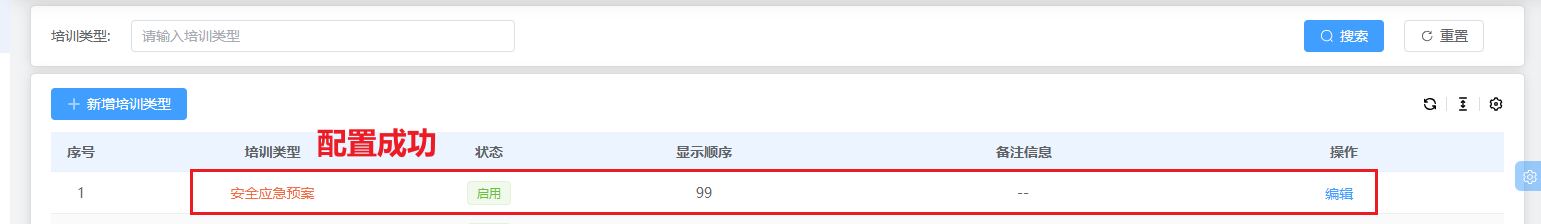 培训类型: 请输入培训类型 搜索 重置
新增培训类型
配置成功
序号 培训类型 状态 显示顺序 备注信息 操作
1 安全应急预案 启用 99 -- 编辑